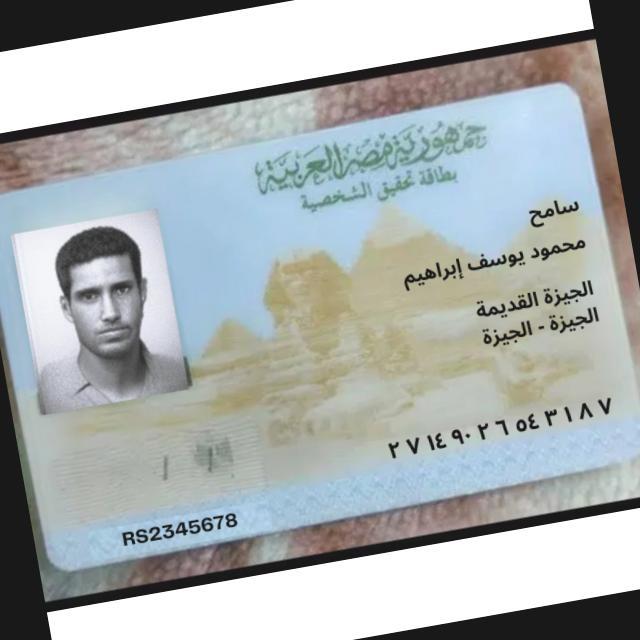 جمهورية مصر العربية
بطاقة تحقيق الشخصية
سامح
محمود يوسف إبراهيم
الجيزة القديمة
الجيزة - الجيزة
٢٧١٤٩٠٢٦٥٤٣١٨٧
RS2345678